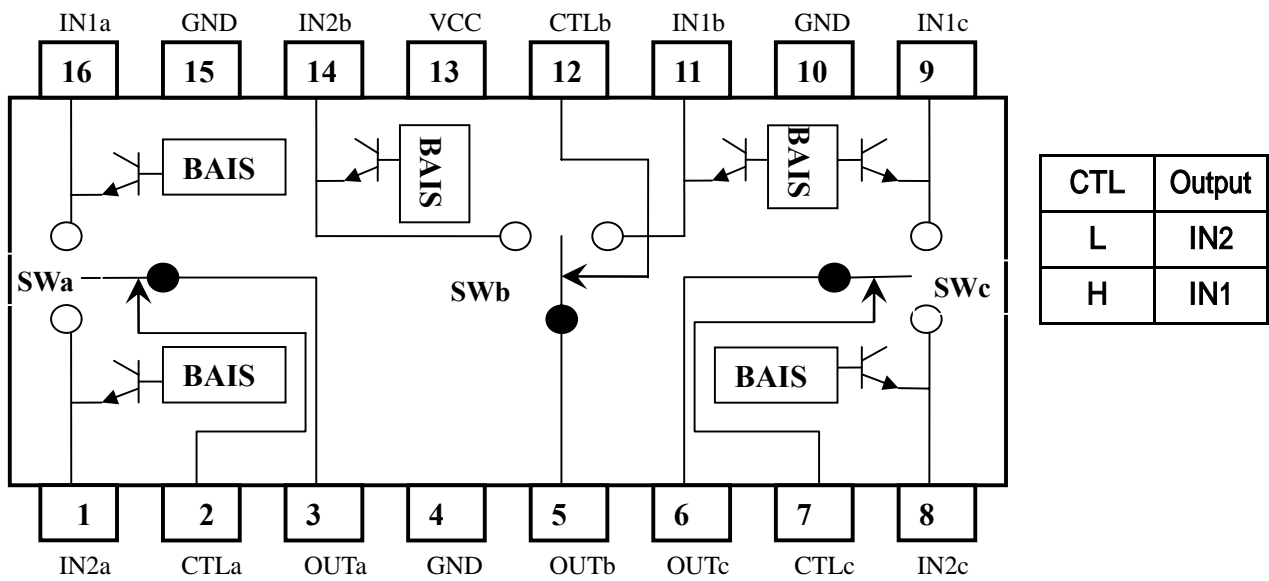 IN1a GND IN2b VCC CTLb IN1b GND IN1c
16 15 14 13 12 11 10 9
BAIS BAIS BAIS
CTL Output
L IN2
H IN1
SWa SWb SWc
BAIS BAIS
1 2 3 4 5 6 7 8
IN2a CTLa OUTa GND OUTb OUTc CTLc IN2c